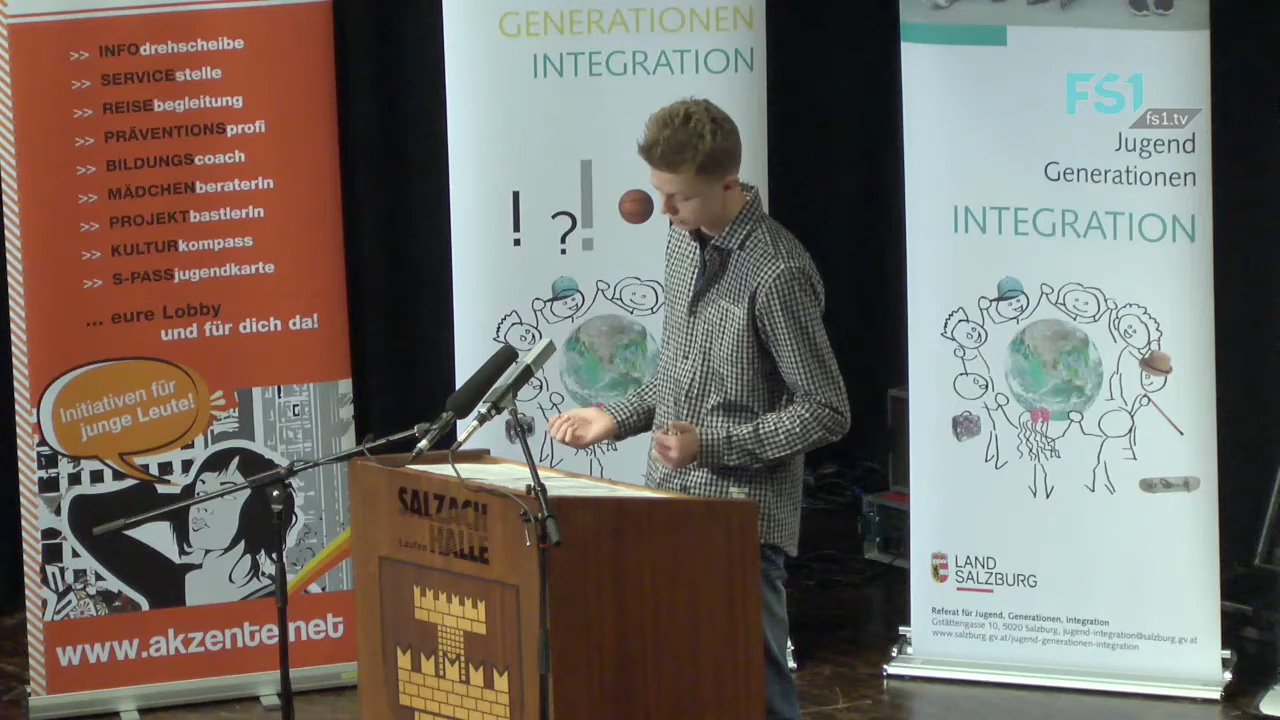 >> INFOdrehscheibe
>> SERVICEstelle
>> REISEbegleitung
>> PRÄVENTIONSprofi
>> BILDUNGScoach
>> MÄDCHENberaterIn
>> PROJEKTbastlerIn
>> KULTURkompass
>> S-PASSjugendkarte
... eure Lobby
und für dich da!
Initiativen für
junge Leute!
www.akzente.net
GENERATIONEN
INTEGRATION
! ? !
SALZACH
Laufen HALLE
FS1
fs1.tv
Jugend
Generationen
INTEGRATION
LAND
SALZBURG
Referat für Jugend, Generationen, Integration
Gstättengasse 10, 5020 Salzburg, jugend-integration@salzburg.gv.at
www.salzburg.gv.at/jugend-generationen-integration